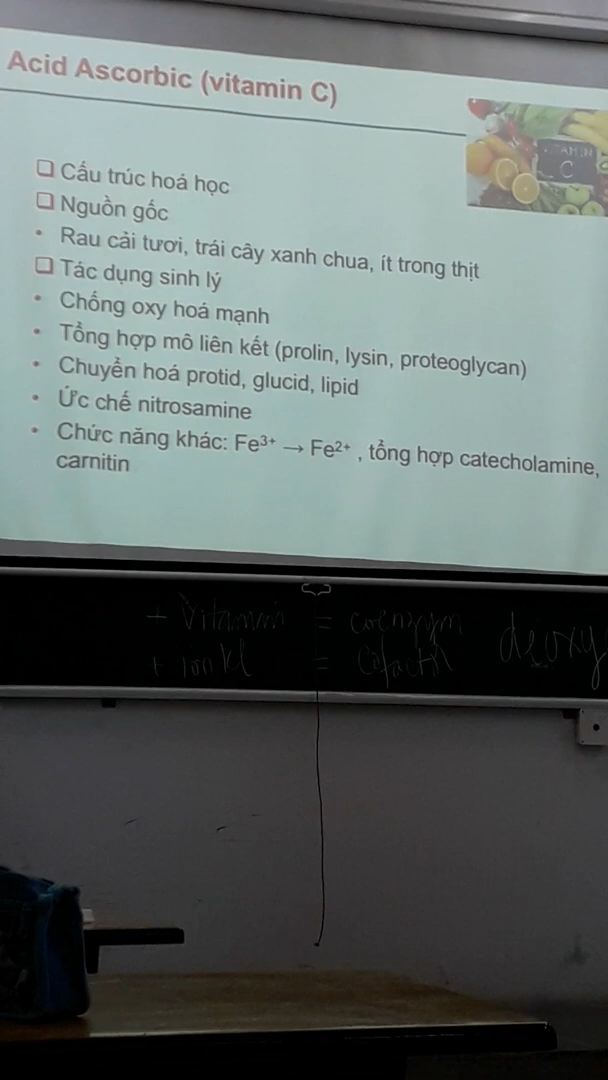 Acid Ascorbic (vitamin C)
VITAMIN
C
❑ Cấu trúc hoá học
❑ Nguồn gốc
• Rau cải tươi, trái cây xanh chua, ít trong thịt
❑ Tác dụng sinh lý
• Chống oxy hoá mạnh
• Tổng hợp mô liên kết (prolin, lysin, proteoglycan)
• Chuyển hoá protid, glucid, lipid
• Ức chế nitrosamine
• Chức năng khác: Fe³⁺ → Fe²⁺ , tổng hợp catecholamine,
carnitin
+ Vitamin = coenzym deoxy
+ ion kl =